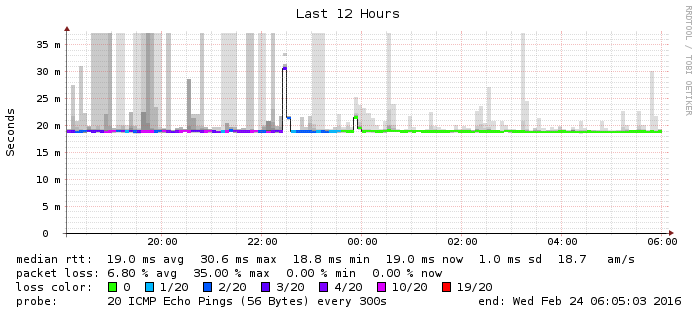 Last 12 Hours
RRDTOOL / TOBI OETIKER
Seconds
35 m
30 m
25 m
20 m
15 m
10 m
5 m
0
20:00 22:00 00:00 02:00 04:00 06:00
median rtt: 19.0 ms avg 30.6 ms max 18.8 ms min 19.0 ms now 1.0 ms sd 18.7 am/s
packet loss: 6.80 % avg 35.00 % max 0.00 % min 0.00 % now
loss color: 0 1/20 2/20 3/20 4/20 10/20 19/20
probe: 20 ICMP Echo Pings (56 Bytes) every 300s end: Wed Feb 24 06:05:03 2016